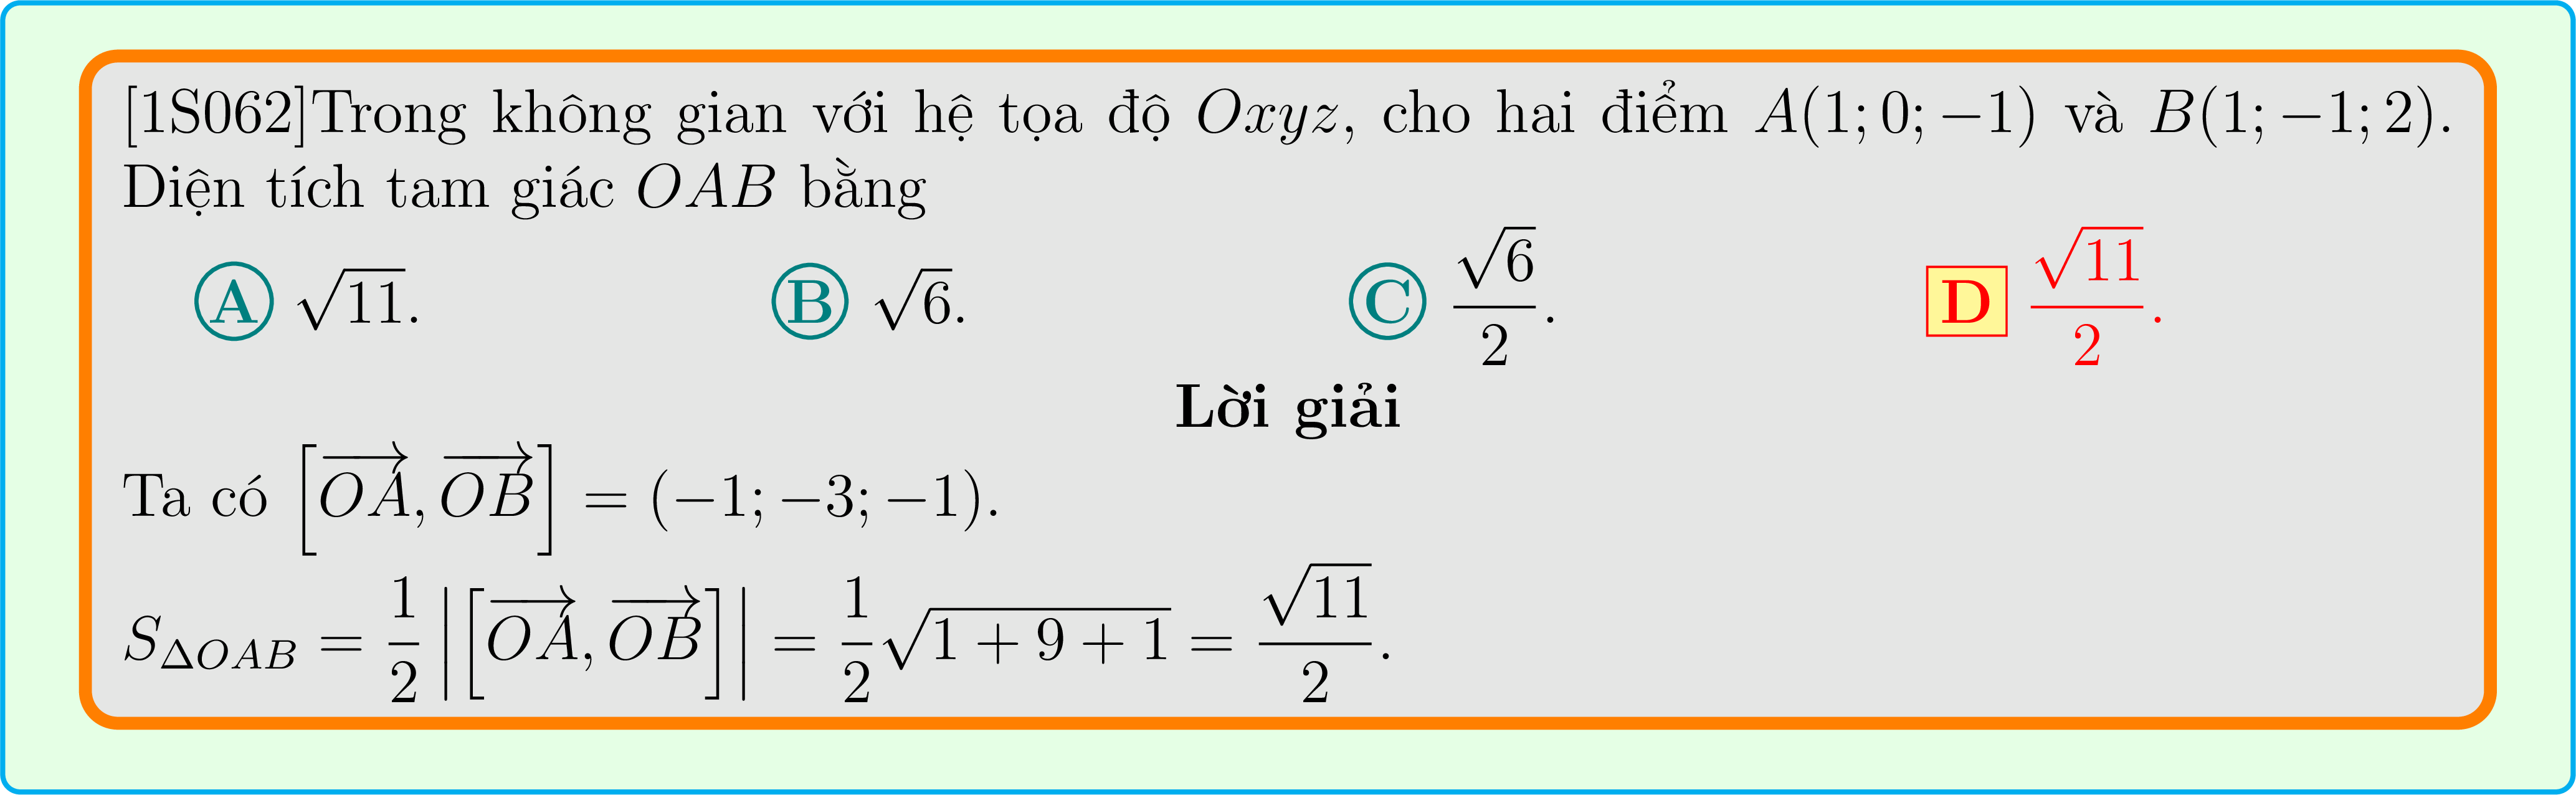 [1S062]Trong không gian với hệ tọa độ Oxyz, cho hai điểm A(1; 0; −1) và B(1; −1; 2).
Diện tích tam giác OAB bằng
A $\sqrt{11}$. B $\sqrt{6}$. C $\frac{\sqrt{6}}{2}$. D $\frac{\sqrt{11}}{2}$.
Lời giải
Ta có $\left[\overrightarrow{OA}, \overrightarrow{OB}\right] = (-1; -3; -1)$.
$S_{\Delta OAB} = \frac{1}{2}\left|\left[\overrightarrow{OA}, \overrightarrow{OB}\right]\right| = \frac{1}{2}\sqrt{1 + 9 + 1} = \frac{\sqrt{11}}{2}$.